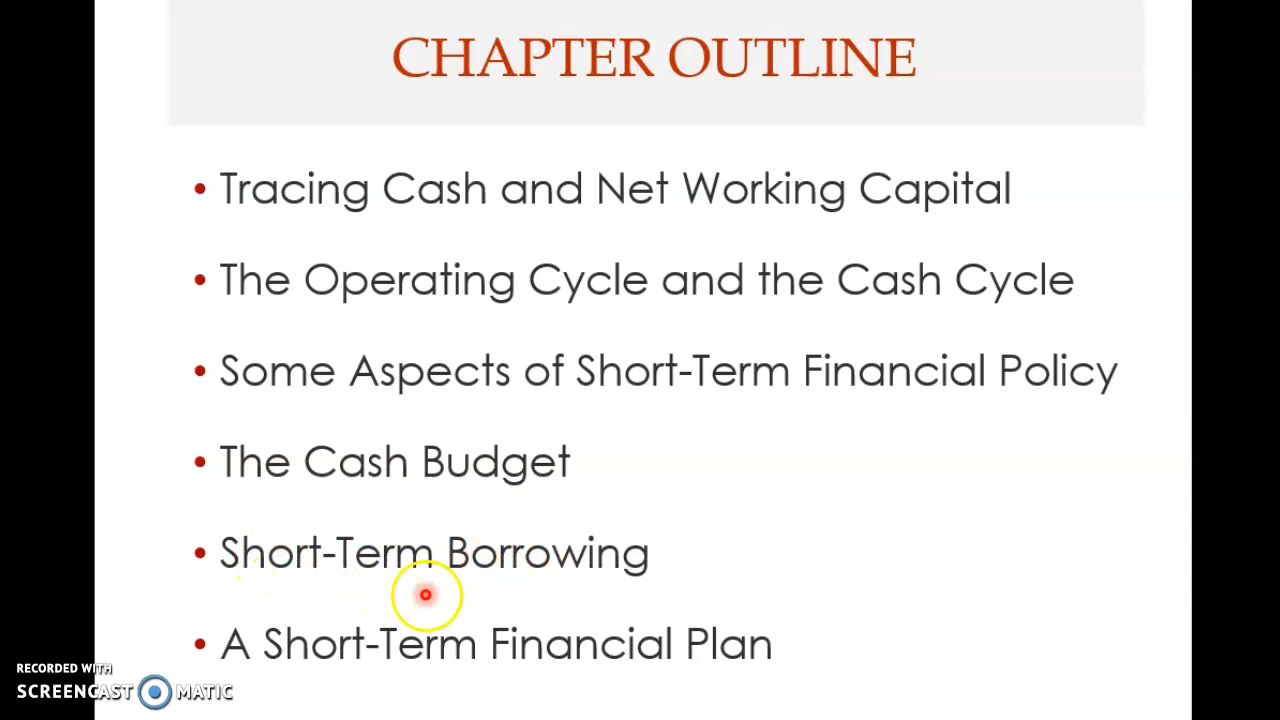 CHAPTER OUTLINE
• Tracing Cash and Net Working Capital
• The Operating Cycle and the Cash Cycle
• Some Aspects of Short-Term Financial Policy
• The Cash Budget
• Short-Term Borrowing
• A Short-Term Financial Plan
RECORDED WITH
SCREENCAST MATIC